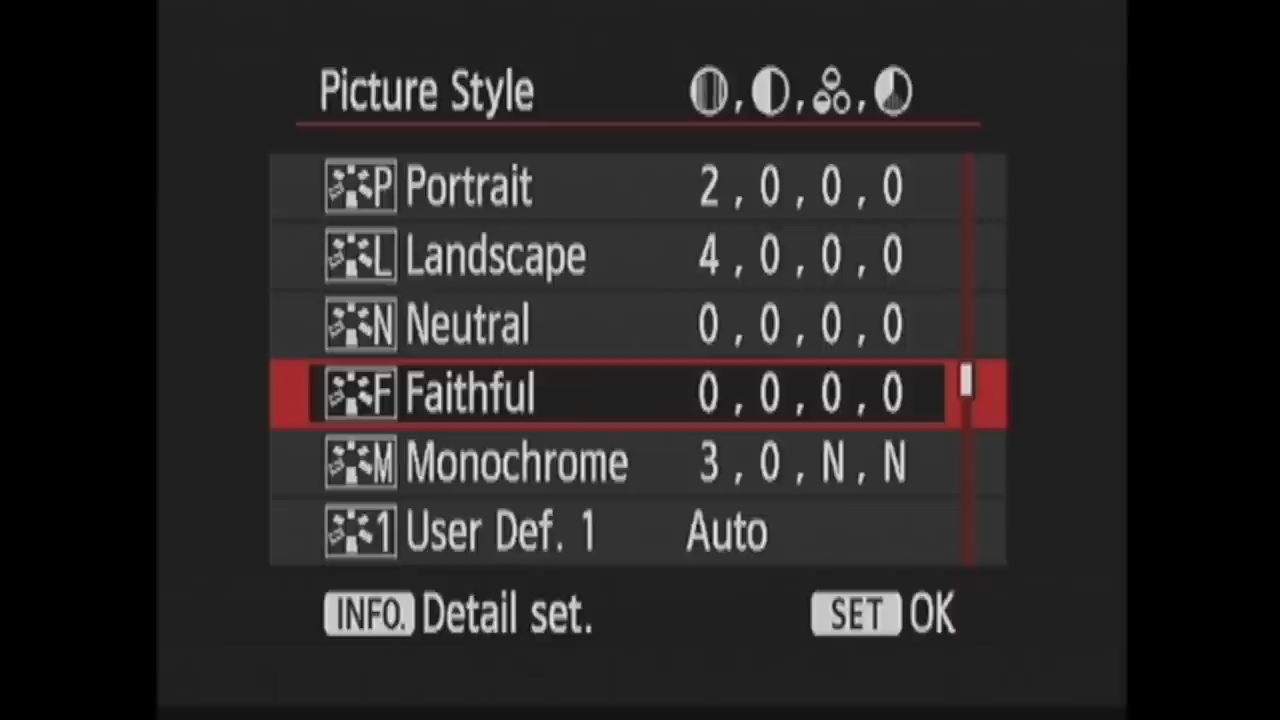 Picture Style , , ,
P Portrait 2 , 0 , 0 , 0
L Landscape 4 , 0 , 0 , 0
N Neutral 0 , 0 , 0 , 0
F Faithful 0 , 0 , 0 , 0
M Monochrome 3 , 0 , N , N
1 User Def. 1 Auto
INFO. Detail set. SET OK